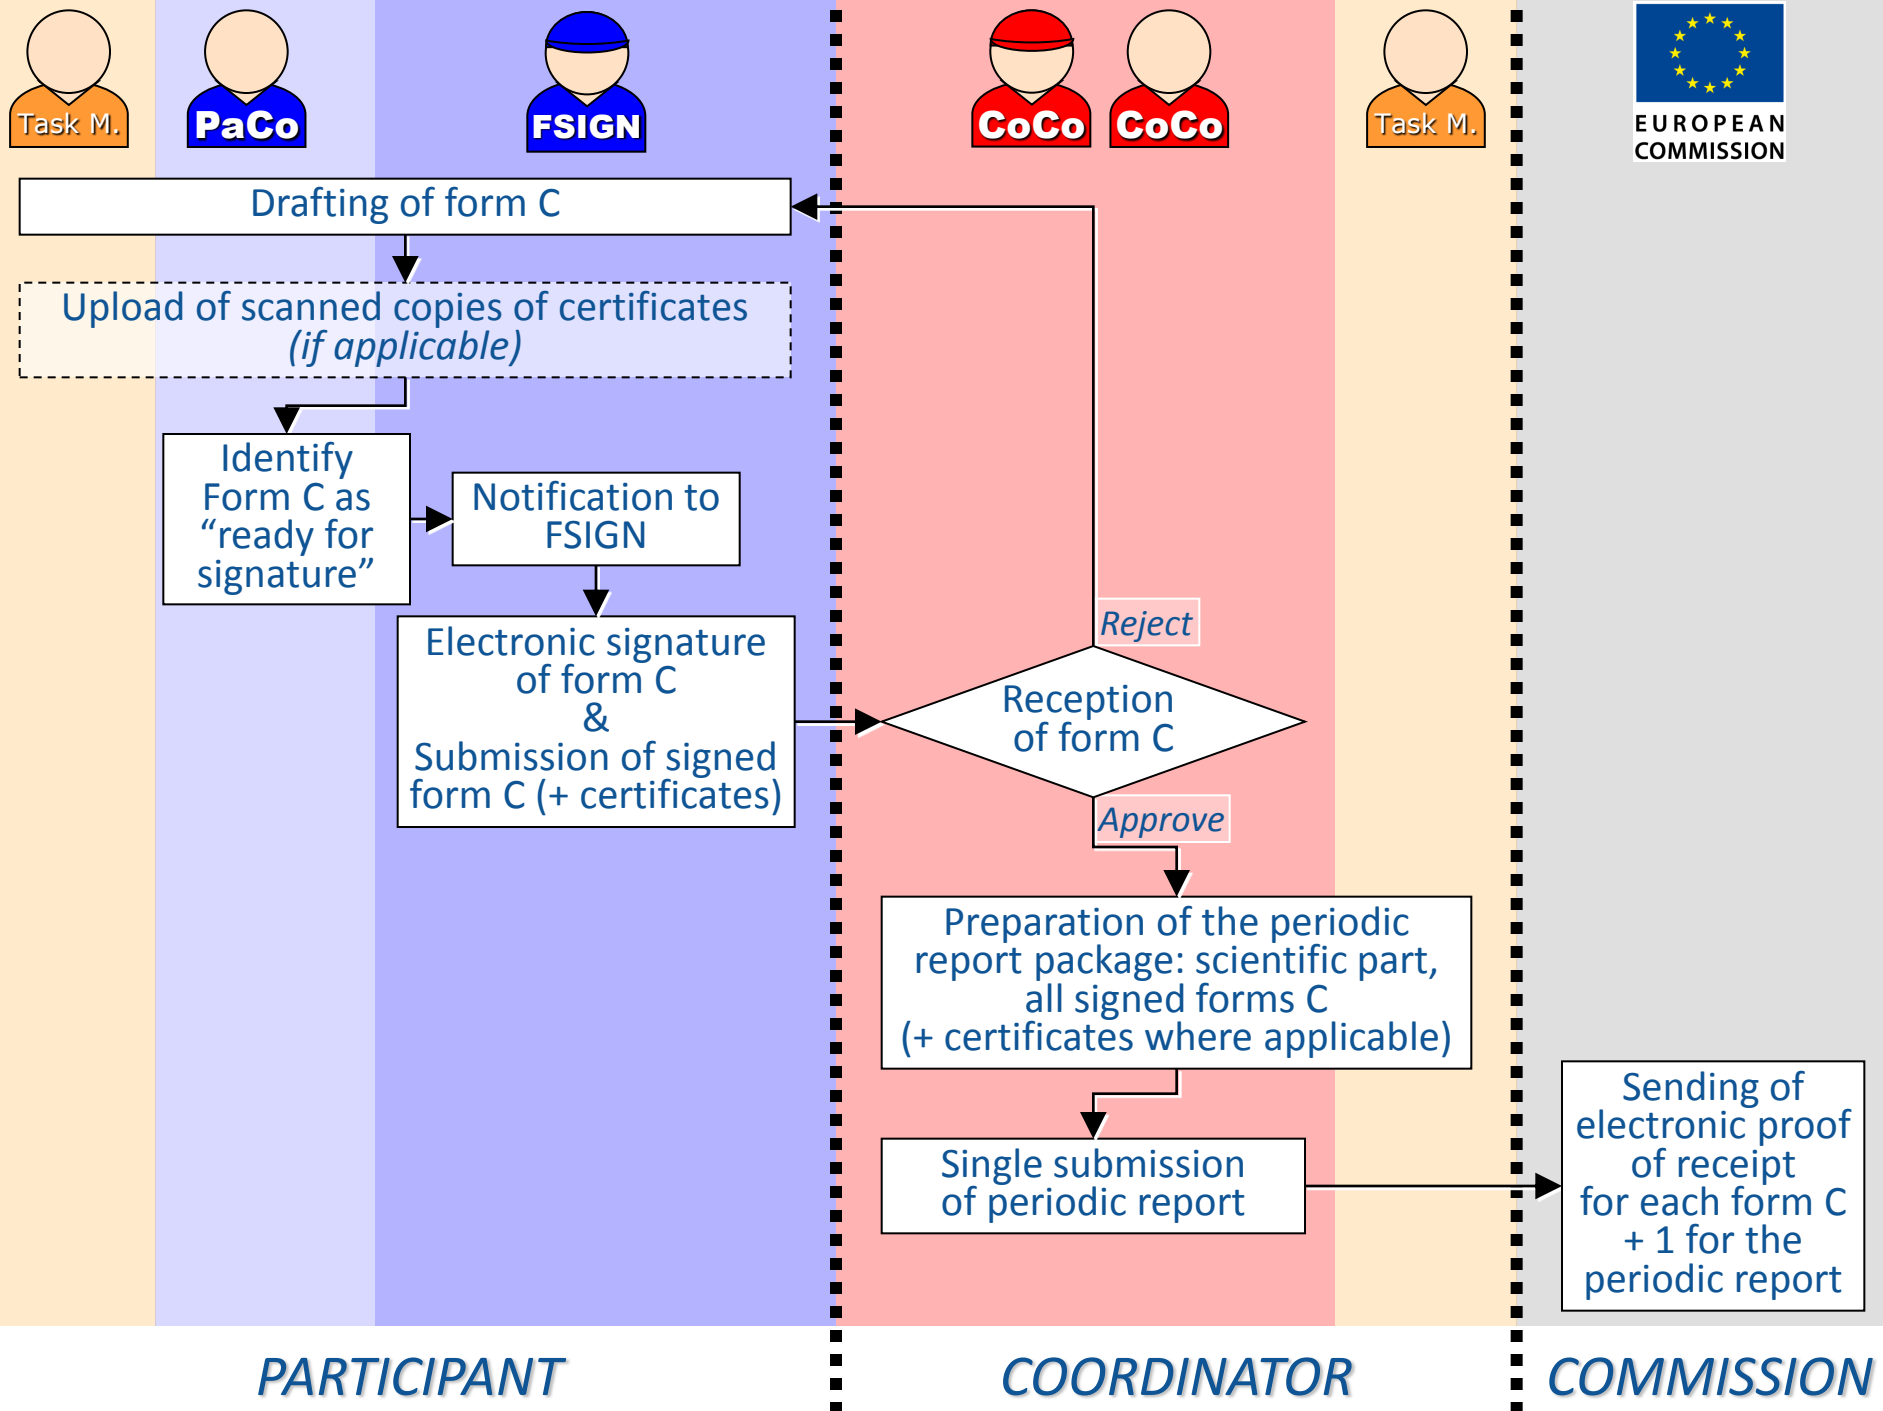 Task M.
PaCo
FSIGN
CoCo
CoCo
Task M.
EUROPEAN
COMMISSION
Drafting of form C
Upload of scanned copies of certificates
(if applicable)
Identify
Form C as
“ready for
signature”
Notification to
FSIGN
Electronic signature
of form C
&
Submission of signed
form C (+ certificates)
Reject
Reception
of form C
Approve
Preparation of the periodic
report package: scientific part,
all signed forms C
(+ certificates where applicable)
Single submission
of periodic report
Sending of
electronic proof
of receipt
for each form C
+ 1 for the
periodic report
PARTICIPANT
COORDINATOR
COMMISSION